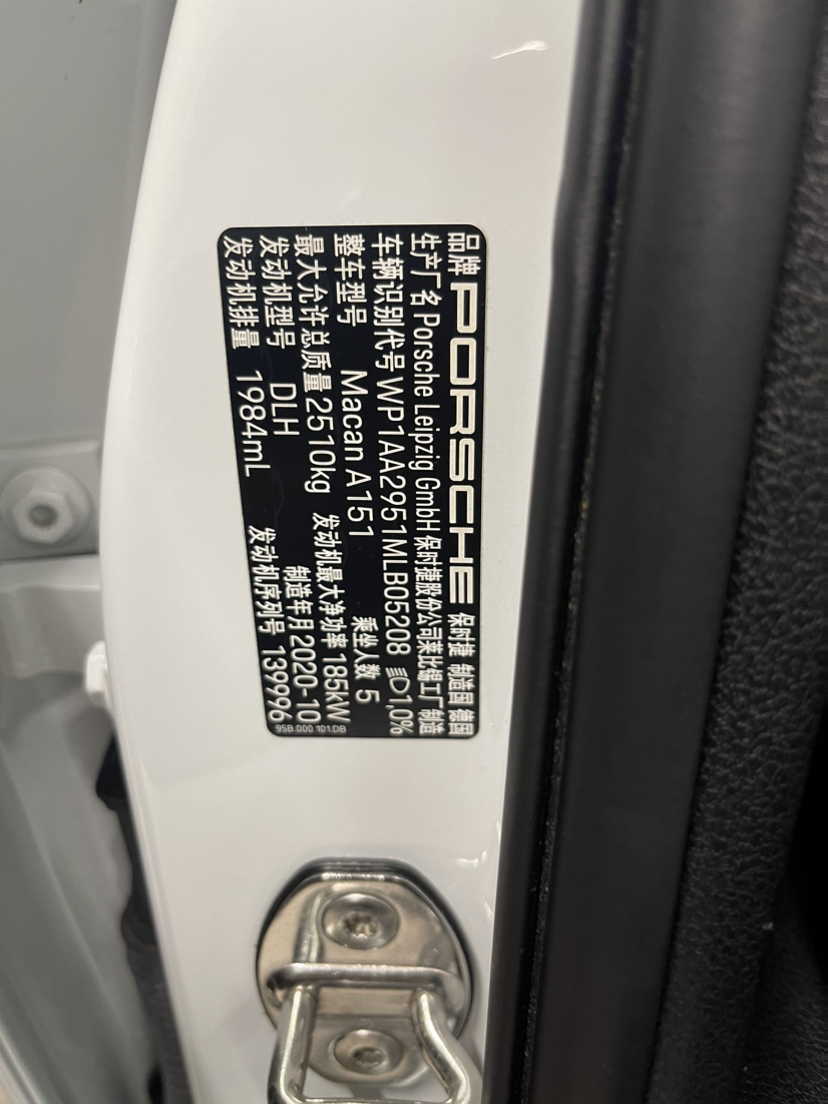 品牌 PORSCHE 保时捷 制造国 德国
生产厂名 Porsche Leipzig GmbH 保时捷股份公司莱比锡工厂制造
车辆识别代号 WP1AA2951MLB05208 1,0%
整车型号 Macan A151 乘坐人数 5
最大允许总质量 2510kg 发动机最大净功率 185kW
发动机型号 DLH 制造年月 2020-10
发动机排量 1984mL 发动机序列号 139996
95B.000.101.DB